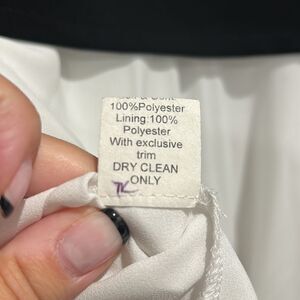 100%Polyester
Lining:100%
Polyester
With exclusive
trim
DRY CLEAN
ONLY